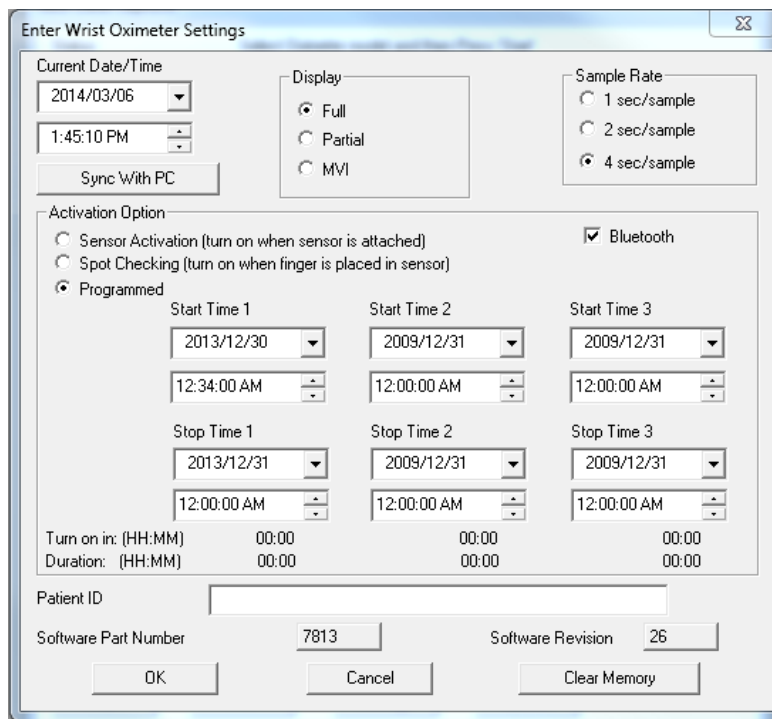 Enter Wrist Oximeter Settings
Current Date/Time
2014/03/06
1:45:10 PM
Sync With PC
Display
Full
Partial
MVI
Sample Rate
1 sec/sample
2 sec/sample
4 sec/sample
Activation Option
Sensor Activation (turn on when sensor is attached)
Spot Checking (turn on when finger is placed in sensor)
Programmed
Bluetooth
Start Time 1 Start Time 2 Start Time 3
2013/12/30 2009/12/31 2009/12/31
12:34:00 AM 12:00:00 AM 12:00:00 AM
Stop Time 1 Stop Time 2 Stop Time 3
2013/12/31 2009/12/31 2009/12/31
12:00:00 AM 12:00:00 AM 12:00:00 AM
Turn on in: (HH:MM) 00:00 00:00 00:00
Duration: (HH:MM) 00:00 00:00 00:00
Patient ID
Software Part Number 7813 Software Revision 26
OK Cancel Clear Memory